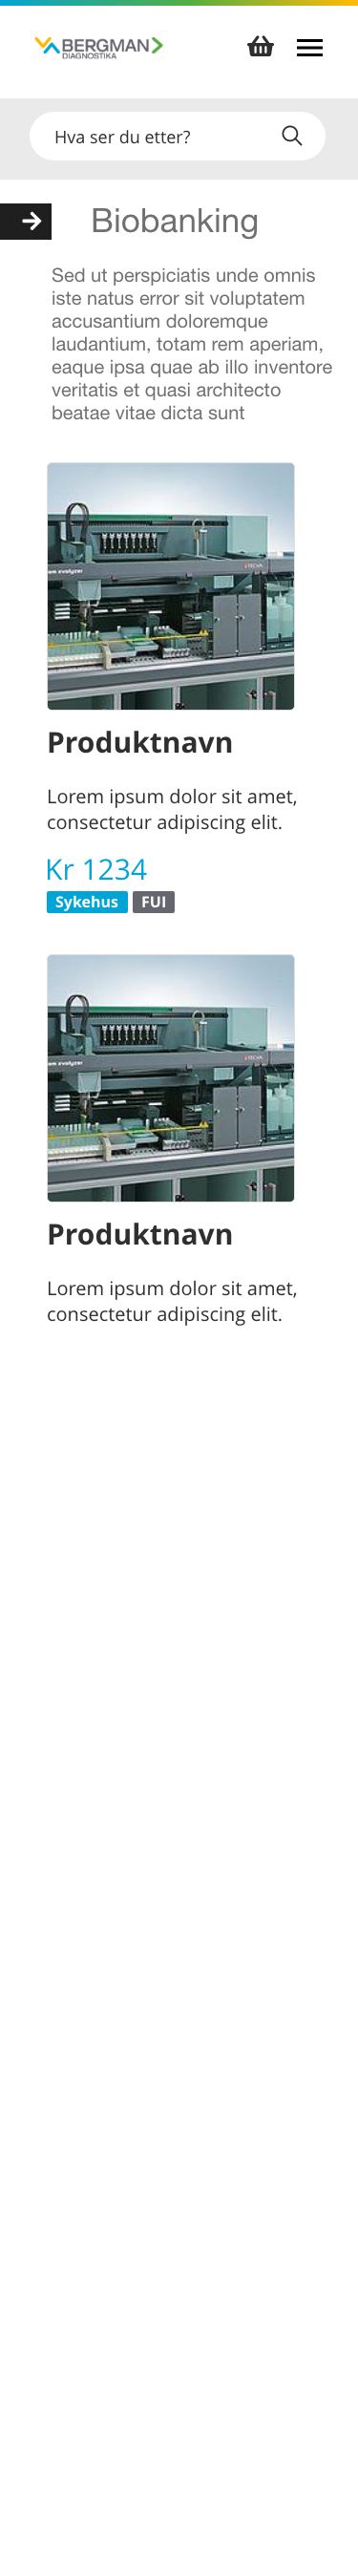 BERGMAN
DIAGNOSTIKA
Hva ser du etter?
Biobanking
Sed ut perspiciatis unde omnis
iste natus error sit voluptatem
accusantium doloremque
laudantium, totam rem aperiam,
eaque ipsa quae ab illo inventore
veritatis et quasi architecto
beatae vitae dicta sunt
TECAN
Produktnavn
Lorem ipsum dolor sit amet,
consectetur adipiscing elit.
Kr 1234
Sykehus FUI
TECAN
Produktnavn
Lorem ipsum dolor sit amet,
consectetur adipiscing elit.